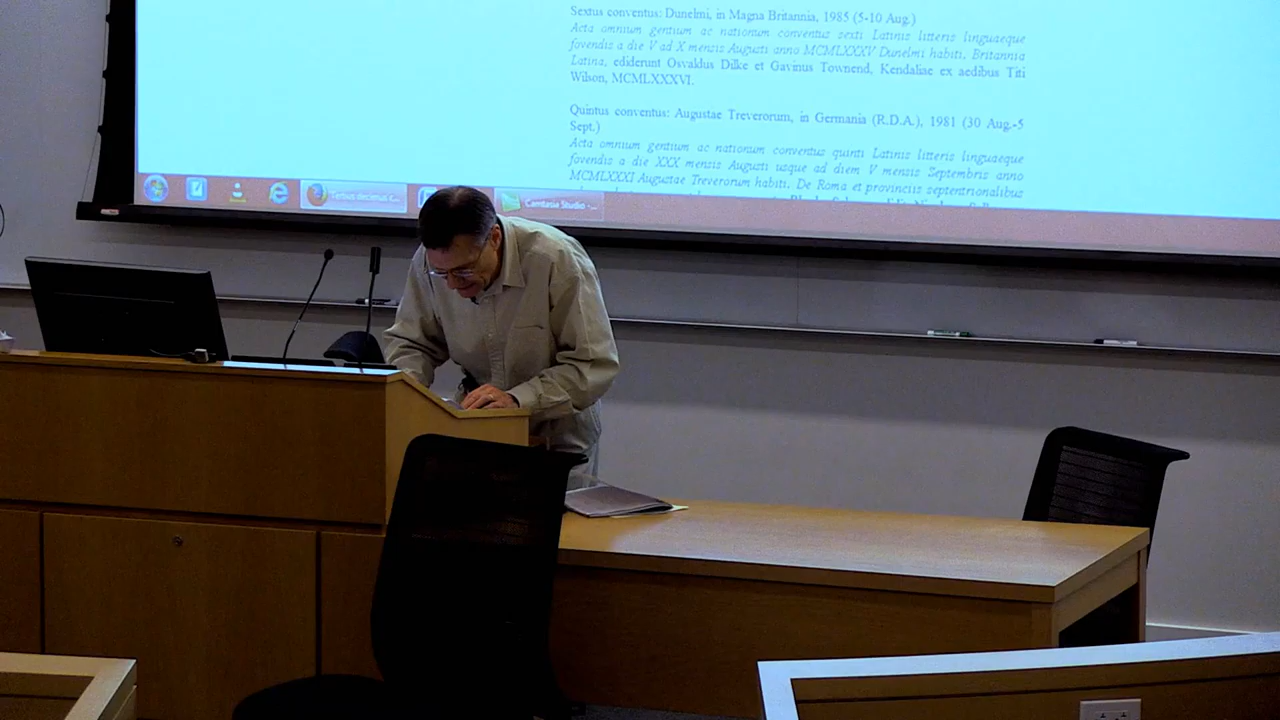 Sextus conventus: Dunelmi, in Magna Britannia, 1985 (5-10 Aug.)
Acta omnium gentium ac nationum conventus sexti Latinis litteris linguaeque
fovendis a die V ad X mensis Augusti anno MCMLXXXV Dunelmi habiti. Britannia
Latina, ediderunt Osvaldus Dilke et Gavinus Townend, Kendaliae ex aedibus Titi
Wilson, MCMLXXXVI.
Quintus conventus: Augustae Treverorum, in Germania (R.D.A.), 1981 (30 Aug.-5
Sept.)
Acta omnium gentium ac nationum conventus quinti Latinis litteris linguaeque
fovendis a die XXX mensis Augusti usque ad diem V mensis Septembris anno
MCMLXXXI Augustae Treverorum habiti. De Roma et provinciis septentrionalibus
Camtasia Studio -...